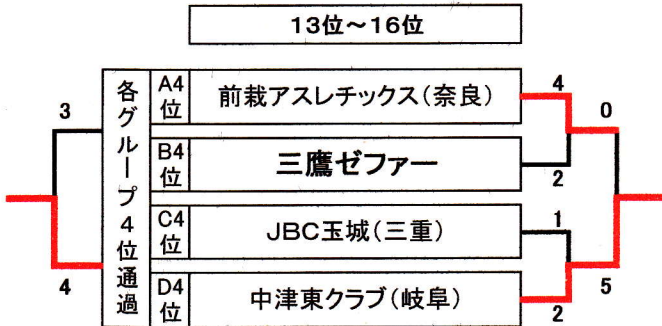 13位～16位
各グループ4位通過
A4位
前栽アスレチックス(奈良)
B4位
三鷹ゼファー
C4位
JBC玉城(三重)
D4位
中津東クラブ(岐阜)
3
4
4
2
1
2
0
5